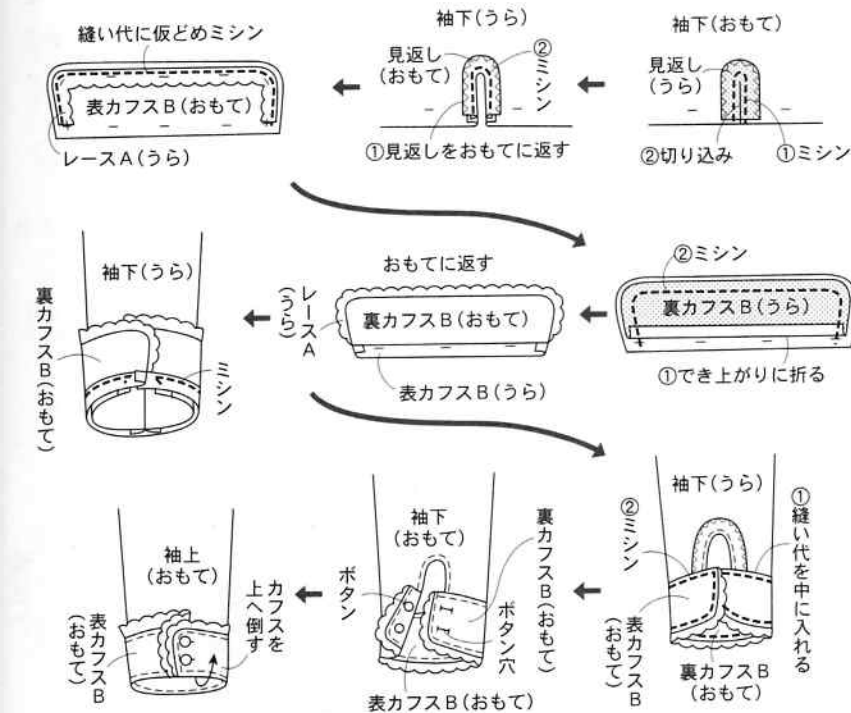 袖下(おもて)
見返し
(うら)
②切り込み
①ミシン
袖下(うら)
見返し
(おもて)
②ミシン
①見返しをおもてに返す
縫い代に仮どめミシン
表カフスB(おもて)
レースA(うら)
②ミシン
裏カフスB(うら)
①でき上がりに折る
おもてに返す
レースA
(うら)
裏カフスB(おもて)
表カフスB(うら)
袖下(うら)
裏カフスB(おもて)
ミシン
袖下(うら)
①縫い代を中に入れる
②ミシン
表カフスB
(おもて)
裏カフスB
(おもて)
袖下
(おもて)
裏カフスB(おもて)
ボタン
ボタン穴
表カフスB(おもて)
袖上
(おもて)
カフスを
上へ倒す
表カフスB
(おもて)